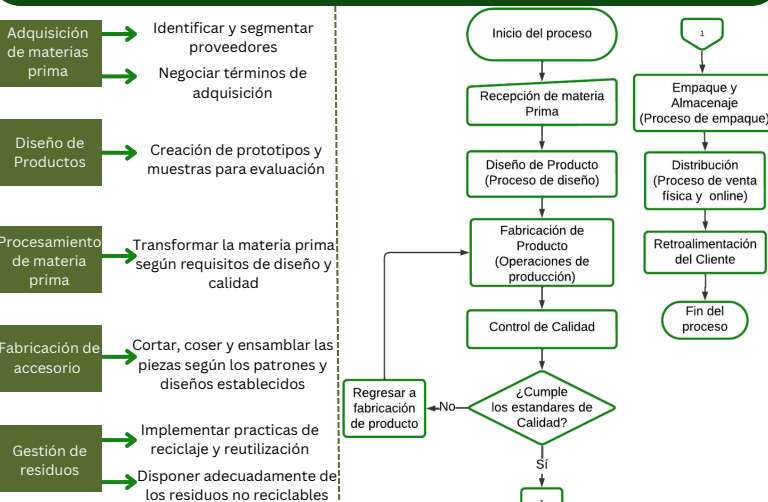 Adquisición
de materias
prima
Identificar y segmentar
proveedores
Negociar términos de
adquisición
Diseño de
Productos
Creación de prototipos y
muestras para evaluación
Procesamiento
de materia
prima
Transformar la materia prima
según requisitos de diseño y
calidad
Fabricación de
accesorio
Cortar, coser y ensamblar las
piezas según los patrones y
diseños establecidos
Gestión de
residuos
Implementar practicas de
reciclaje y reutilización
Disponer adecuadamente de
los residuos no reciclables
Inicio del proceso
Recepción de materia
Prima
Diseño de Producto
(Proceso de diseño)
Fabricación de
Producto
(Operaciones de
producción)
Control de Calidad
¿Cumple
los estandares de
Calidad?
No
Regresar a
fabricación
de producto
Sí
1
Empaque y
Almacenaje
(Proceso de empaque)
Distribución
(Proceso de venta
física y online)
Retroalimentación
del Cliente
Fin del
proceso